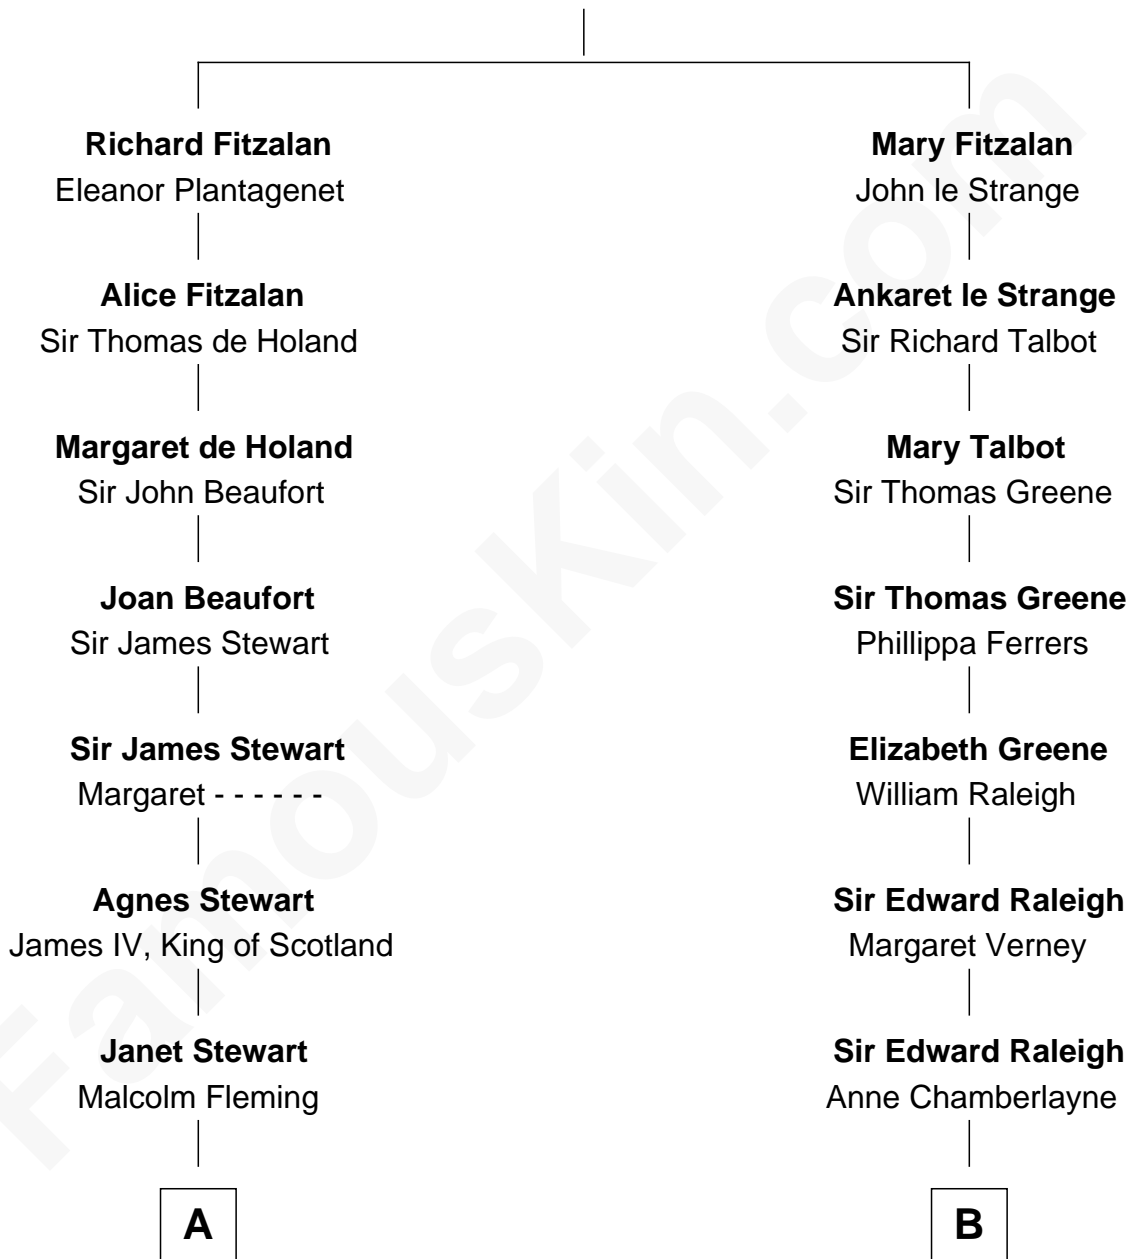 Richard Fitzalan
Eleanor Plantagenet
Alice Fitzalan
Sir Thomas de Holand
Margaret de Holand
Sir John Beaufort
Joan Beaufort
Sir James Stewart
Sir James Stewart
Margaret - - - - - -
Agnes Stewart
James IV, King of Scotland
Janet Stewart
Malcolm Fleming
A
Mary Fitzalan
John le Strange
Ankaret le Strange
Sir Richard Talbot
Mary Talbot
Sir Thomas Greene
Sir Thomas Greene
Phillippa Ferrers
Elizabeth Greene
William Raleigh
Sir Edward Raleigh
Margaret Verney
Sir Edward Raleigh
Anne Chamberlayne
B
FamousKin.com